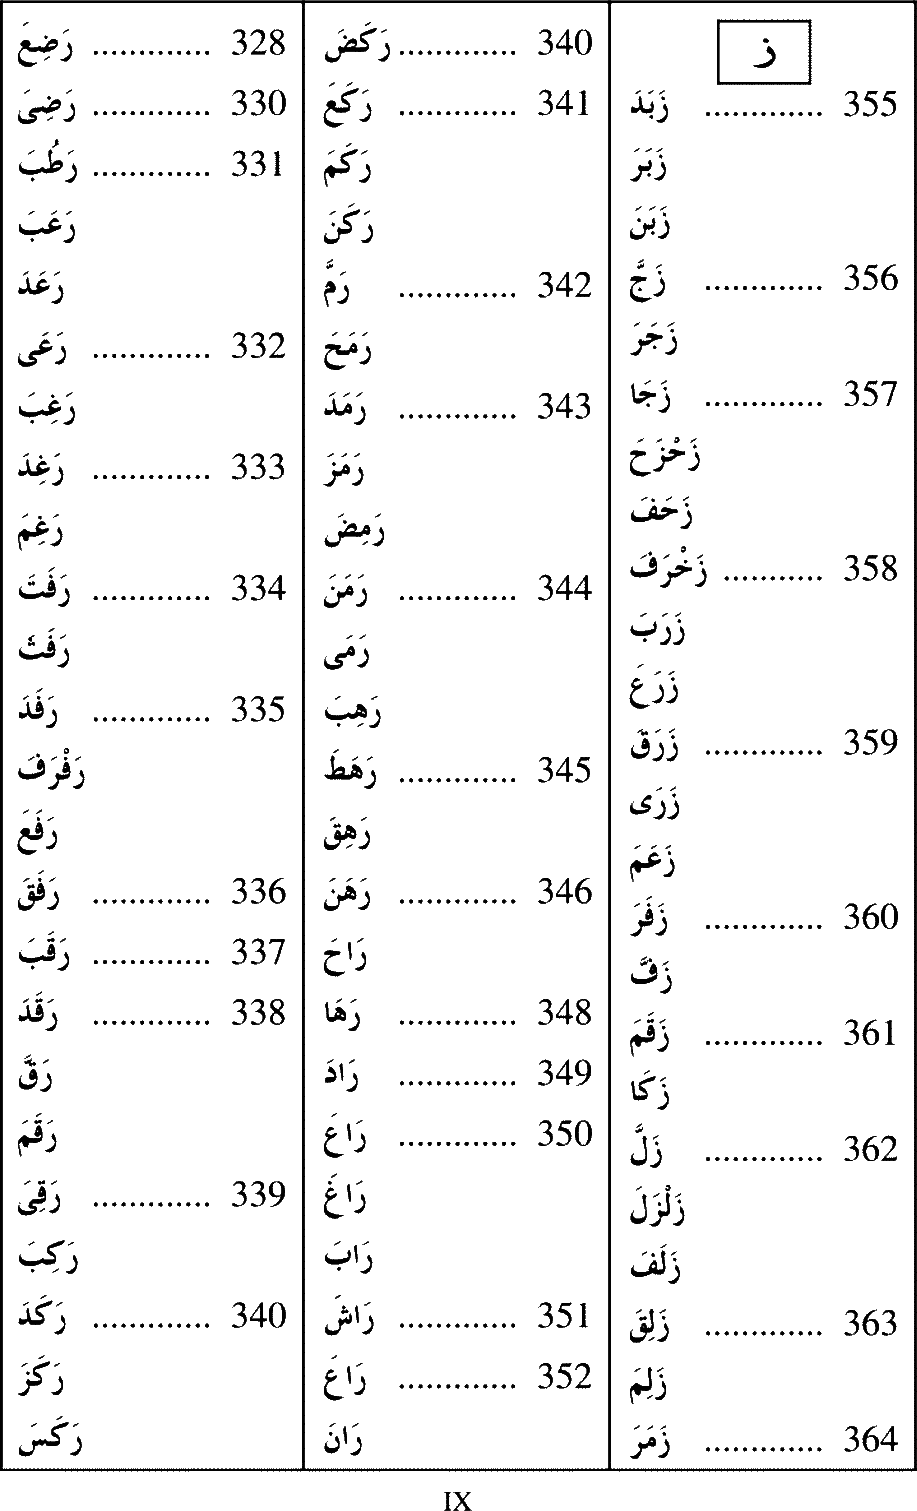 رَضِعَ ............. 328
رَضِىَ ............. 330
رَطُبَ ............. 331
رَعَبَ
رَعَدَ
رَعَى ............. 332
رَغِبَ
رَغِدَ ............. 333
رَغِمَ
رَفَتَ ............. 334
رَفَثَ
رَفَدَ ............. 335
رَفْرَفَ
رَفَعَ
رَفَقَ ............. 336
رَقَبَ ............. 337
رَقَدَ ............. 338
رَقَّ
رَقَمَ
رَقِىَ ............. 339
رَكِبَ
رَكَدَ ............. 340
رَكَزَ
رَكَسَ
رَكَضَ ............. 340
رَكَعَ ............. 341
رَكَمَ
رَكَنَ
رَمَّ ............. 342
رَمَحَ
رَمَدَ ............. 343
رَمَزَ
رَمِضَ
رَمَنَ ............. 344
رَمَى
رَهِبَ
رَهَطَ ............. 345
رَهِقَ
رَهَنَ ............. 346
رَاحَ
رَهَا ............. 348
رَادَ ............. 349
رَاعَ ............. 350
رَاغَ
رَابَ
رَاشَ ............. 351
رَاعَ ............. 352
رَانَ
ز
زَبَدَ ............. 355
زَبَرَ
زَبَنَ
زَجَّ ............. 356
زَجَرَ
زَجَا ............. 357
زَحْزَحَ
زَحَفَ
زَخْرَفَ ........... 358
زَرَبَ
زَرَعَ
زَرَقَ ............. 359
زَرَى
زَعَمَ
زَفَرَ ............. 360
زَفَّ
زَقَمَ ............. 361
زَكَا
زَلَّ ............. 362
زَلْزَلَ
زَلَفَ
زَلِقَ ............. 363
زَلِمَ
زَمَرَ ............. 364
IX